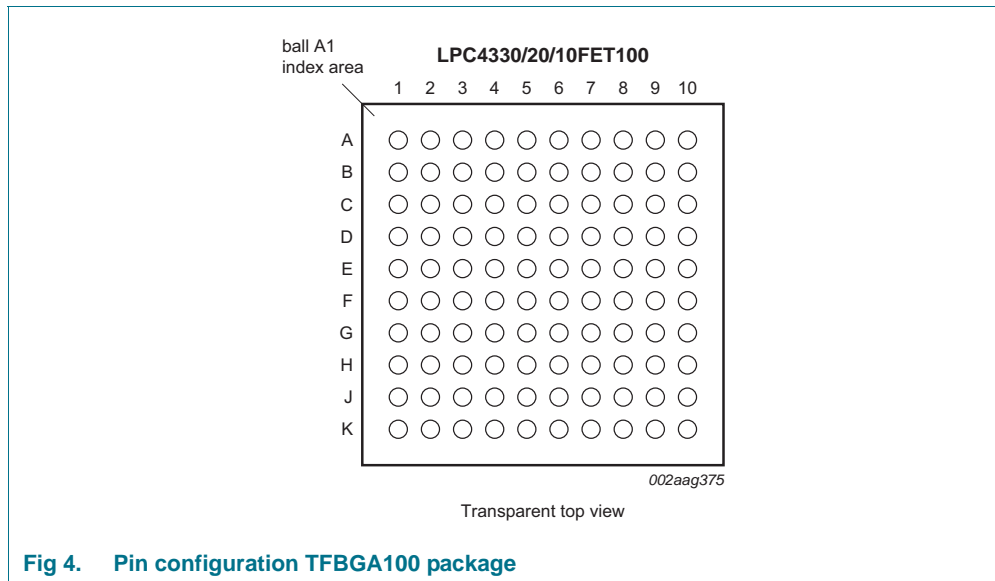 ball A1
index area
LPC4330/20/10FET100
1 2 3 4 5 6 7 8 9 10
A
B
C
D
E
F
G
H
J
K
002aag375
Transparent top view
Fig 4. Pin configuration TFBGA100 package